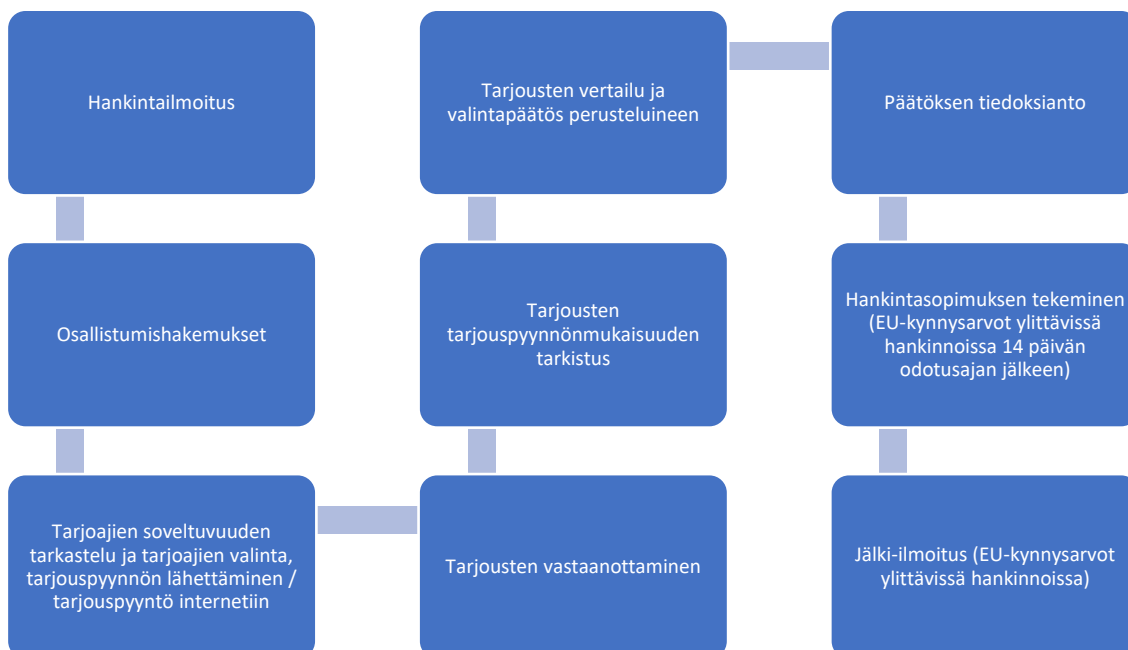 Hankintailmoitus
Osallistumishakemukset
Tarjoajien soveltuvuuden
tarkastelu ja tarjoajien valinta,
tarjouspyynnön lähettäminen /
tarjouspyyntö internetiin
Tarjousten vastaanottaminen
Tarjousten
tarjouspyynnönmukaisuuden
tarkistus
Tarjousten vertailu ja
valintapäätös perusteluineen
Päätöksen tiedoksianto
Hankintasopimuksen tekeminen
(EU-kynnysarvot ylittävissä
hankinnoissa 14 päivän
odotusajan jälkeen)
Jälki-ilmoitus (EU-kynnysarvot
ylittävissä hankinnoissa)